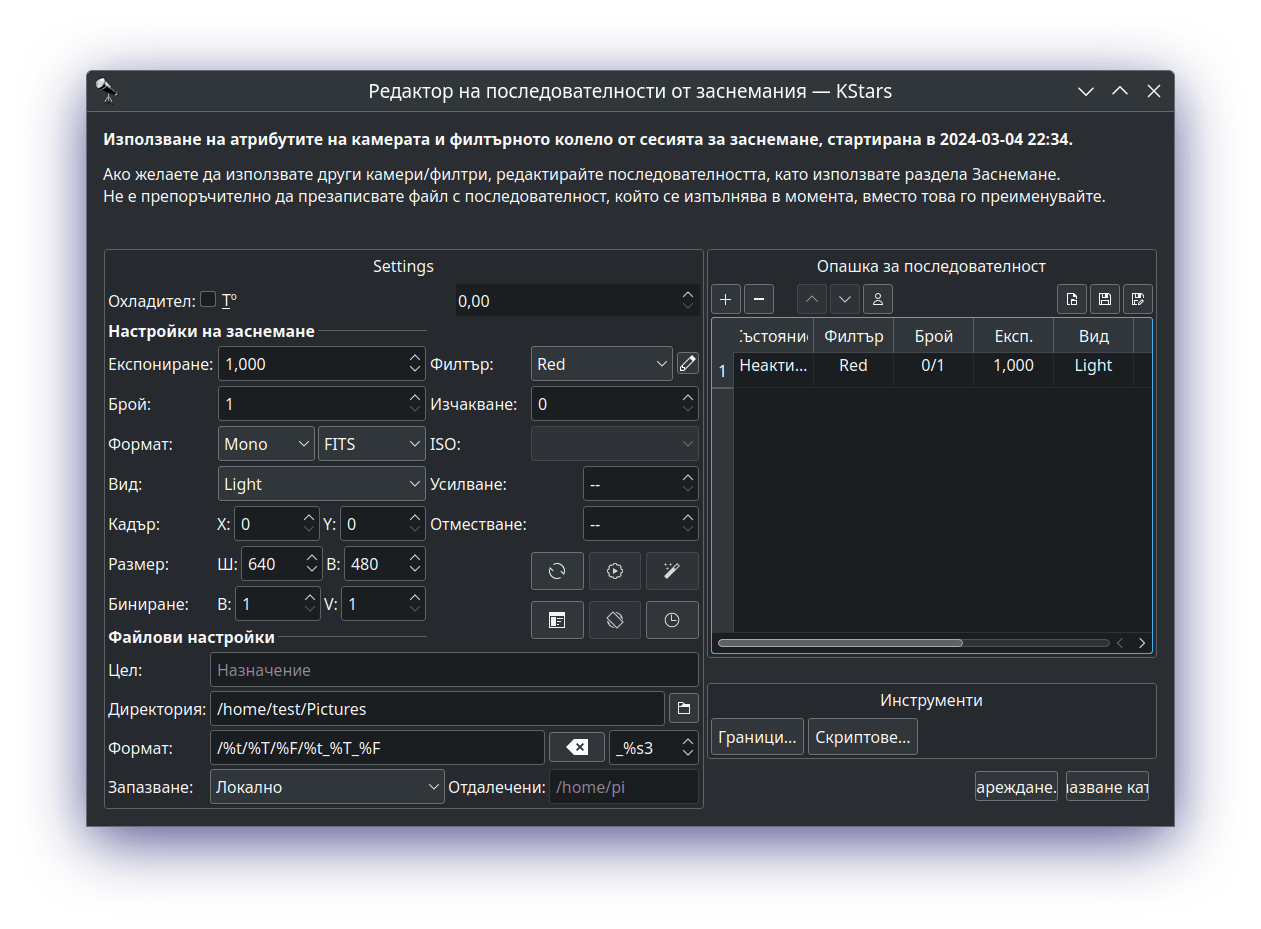 Редактор на последователности от заснемания — KStars
Използване на атрибутите на камерата и филтърното колело от сесията за заснемане, стартирана в 2024-03-04 22:34.
Ако желаете да използвате други камери/филтри, редактирайте последователността, като използвате раздела Заснемане.
Не е препоръчително да презаписвате файл с последователност, който се изпълнява в момента, вместо това го преименувайте.
Settings
Охладител: Tº 0,00
Настройки на заснемане
Експониране: 1,000 Филтър: Red
Брой: 1 Изчакване: 0
Формат: Mono FITS ISO:
Вид: Light Усилване: --
Кадър: X: 0 Y: 0 Отместване: --
Размер: Ш: 640 В: 480
Биниране: В: 1 V: 1
Файлови настройки
Цел: Назначение
Директория: /home/test/Pictures
Формат: /%t/%T/%F/%t_%T_%F _%s3
Запазване: Локално Отдалечени: /home/pi
Опашка за последователност
Филтър Брой Експ. Вид
1 Неакти... Red 0/1 1,000 Light
Инструменти
Граници... Скриптове...